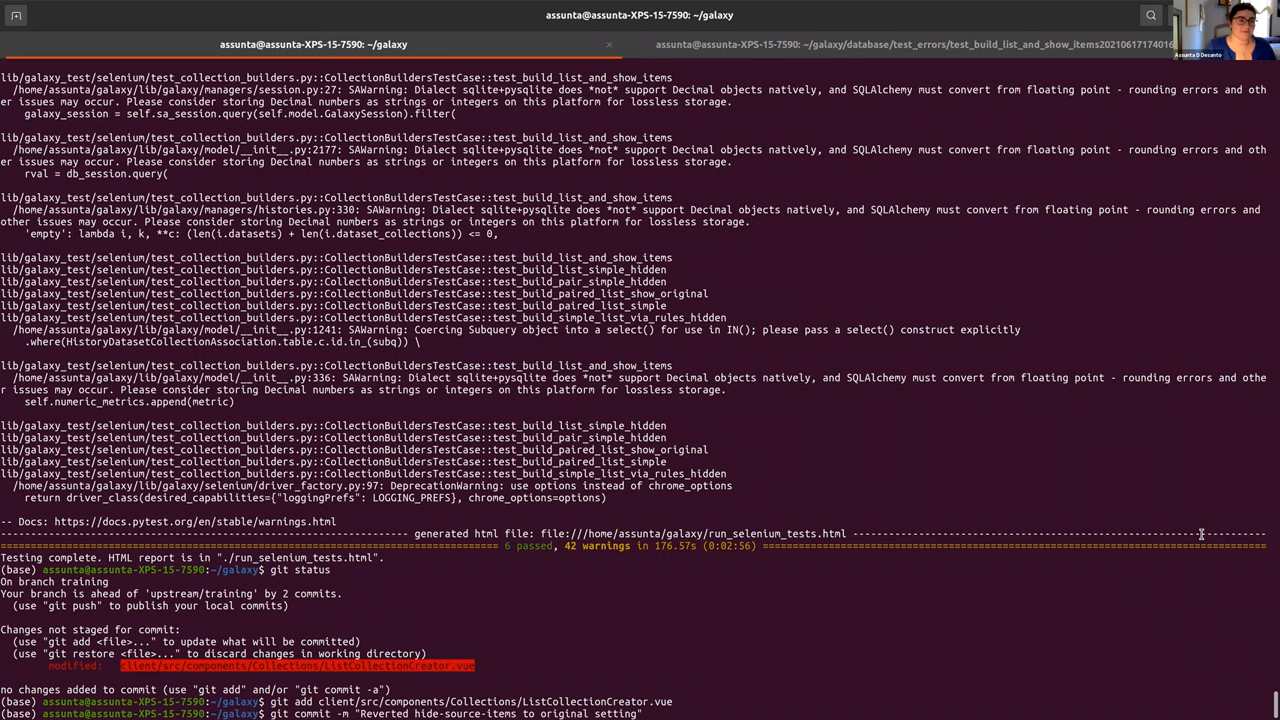 assunta@assunta-XPS-15-7590: ~/galaxy
assunta@assunta-XPS-15-7590: ~/galaxy
assunta@assunta-XPS-15-7590: ~/galaxy/database/test_errors/test_build_list_and_show_items20210617174016
Assunta D Desanto
lib/galaxy_test/selenium/test_collection_builders.py::CollectionBuildersTestCase::test_build_list_and_show_items
/home/assunta/galaxy/lib/galaxy/managers/session.py:27: SAWarning: Dialect sqlite+pysqlite does *not* support Decimal objects natively, and SQLAlchemy must convert from floating point - rounding errors and oth
er issues may occur. Please consider storing Decimal numbers as strings or integers on this platform for lossless storage.
galaxy_session = self.sa_session.query(self.model.GalaxySession).filter(
lib/galaxy_test/selenium/test_collection_builders.py::CollectionBuildersTestCase::test_build_list_and_show_items
/home/assunta/galaxy/lib/galaxy/model/__init__.py:2177: SAWarning: Dialect sqlite+pysqlite does *not* support Decimal objects natively, and SQLAlchemy must convert from floating point - rounding errors and oth
er issues may occur. Please consider storing Decimal numbers as strings or integers on this platform for lossless storage.
rval = db_session.query(
lib/galaxy_test/selenium/test_collection_builders.py::CollectionBuildersTestCase::test_build_list_and_show_items
/home/assunta/galaxy/lib/galaxy/managers/histories.py:330: SAWarning: Dialect sqlite+pysqlite does *not* support Decimal objects natively, and SQLAlchemy must convert from floating point - rounding errors and
other issues may occur. Please consider storing Decimal numbers as strings or integers on this platform for lossless storage.
'empty': lambda i, k, **c: (len(i.datasets) + len(i.dataset_collections)) <= 0,
lib/galaxy_test/selenium/test_collection_builders.py::CollectionBuildersTestCase::test_build_list_and_show_items
lib/galaxy_test/selenium/test_collection_builders.py::CollectionBuildersTestCase::test_build_list_simple_hidden
lib/galaxy_test/selenium/test_collection_builders.py::CollectionBuildersTestCase::test_build_pair_simple_hidden
lib/galaxy_test/selenium/test_collection_builders.py::CollectionBuildersTestCase::test_build_paired_list_show_original
lib/galaxy_test/selenium/test_collection_builders.py::CollectionBuildersTestCase::test_build_paired_list_simple
lib/galaxy_test/selenium/test_collection_builders.py::CollectionBuildersTestCase::test_build_simple_list_via_rules_hidden
/home/assunta/galaxy/lib/galaxy/model/__init__.py:1241: SAWarning: Coercing Subquery object into a select() for use in IN(); please pass a select() construct explicitly
.where(HistoryDatasetCollectionAssociation.table.c.id.in_(subq)) \
lib/galaxy_test/selenium/test_collection_builders.py::CollectionBuildersTestCase::test_build_list_and_show_items
/home/assunta/galaxy/lib/galaxy/model/__init__.py:336: SAWarning: Dialect sqlite+pysqlite does *not* support Decimal objects natively, and SQLAlchemy must convert from floating point - rounding errors and othe
r issues may occur. Please consider storing Decimal numbers as strings or integers on this platform for lossless storage.
self.numeric_metrics.append(metric)
lib/galaxy_test/selenium/test_collection_builders.py::CollectionBuildersTestCase::test_build_list_simple_hidden
lib/galaxy_test/selenium/test_collection_builders.py::CollectionBuildersTestCase::test_build_pair_simple_hidden
lib/galaxy_test/selenium/test_collection_builders.py::CollectionBuildersTestCase::test_build_paired_list_show_original
lib/galaxy_test/selenium/test_collection_builders.py::CollectionBuildersTestCase::test_build_paired_list_simple
lib/galaxy_test/selenium/test_collection_builders.py::CollectionBuildersTestCase::test_build_simple_list_via_rules_hidden
/home/assunta/galaxy/lib/galaxy/selenium/driver_factory.py:97: DeprecationWarning: use options instead of chrome_options
return driver_class(desired_capabilities={"loggingPrefs": LOGGING_PREFS}, chrome_options=options)
-- Docs: https://docs.pytest.org/en/stable/warnings.html
-------------------------------------------------------------------- generated html file: file:///home/assunta/galaxy/run_selenium_tests.html ---------------------------------------------------------------------
=================================================================================== 6 passed, 42 warnings in 176.57s (0:02:56) ====================================================================================
Testing complete. HTML report is in "./run_selenium_tests.html".
(base) assunta@assunta-XPS-15-7590:~/galaxy$ git status
On branch training
Your branch is ahead of 'upstream/training' by 2 commits.
(use "git push" to publish your local commits)
Changes not staged for commit:
(use "git add <file>..." to update what will be committed)
(use "git restore <file>..." to discard changes in working directory)
modified: client/src/components/Collections/ListCollectionCreator.vue
no changes added to commit (use "git add" and/or "git commit -a")
(base) assunta@assunta-XPS-15-7590:~/galaxy$ git add client/src/components/Collections/ListCollectionCreator.vue
(base) assunta@assunta-XPS-15-7590:~/galaxy$ git commit -m "Reverted hide-source-items to original setting"